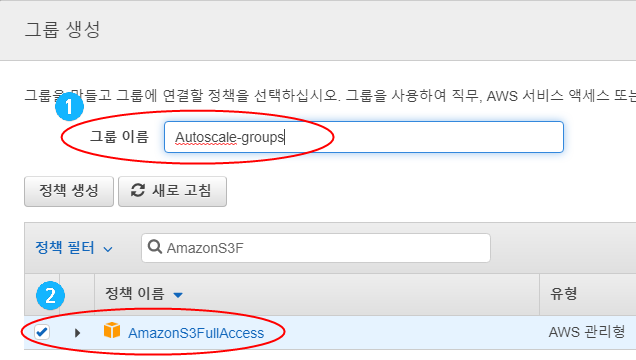 그룹 생성
그룹을 만들고 그룹에 연결할 정책을 선택하십시오. 그룹을 사용하여 직무, AWS 서비스 액세스 또는
1
그룹 이름 Autoscale-groups
정책 생성 새로 고침
정책 필터 AmazonS3F
정책 이름 유형
2
AmazonS3FullAccess AWS 관리형